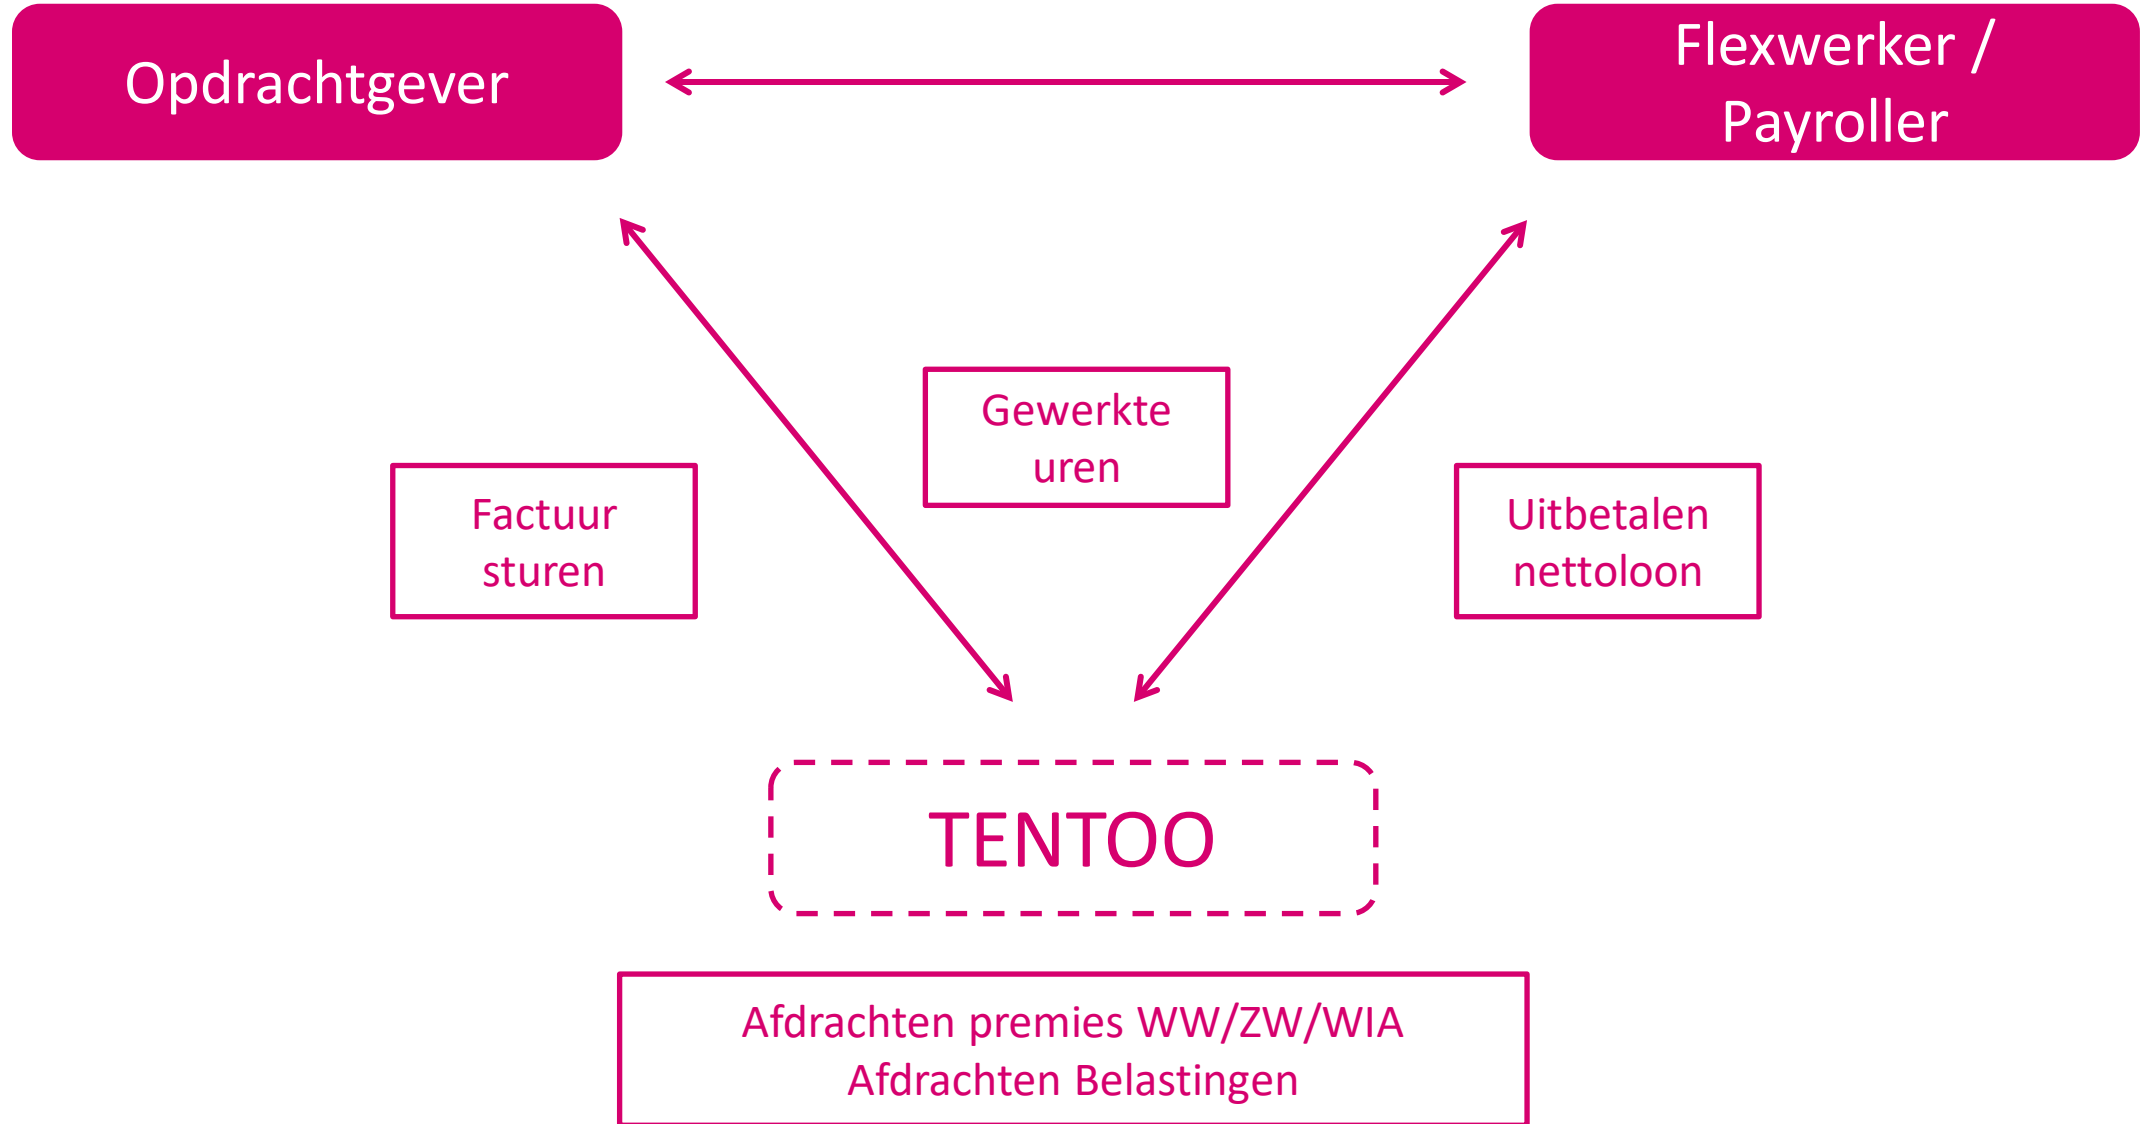 Opdrachtgever
Flexwerker /
Payroller
Gewerkte
uren
Factuur
sturen
Uitbetalen
nettoloon
TENTOO
Afdrachten premies WW/ZW/WIA
Afdrachten Belastingen